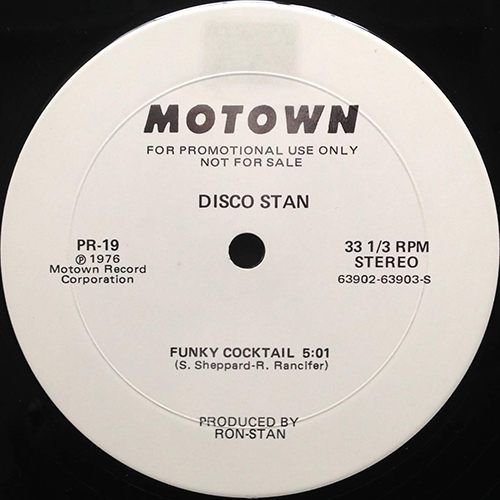 MOTOWN
FOR PROMOTIONAL USE ONLY
NOT FOR SALE
DISCO STAN
PR-19
℗ 1976
Motown Record
Corporation
33 1/3 RPM
STEREO
63902-63903-S
FUNKY COCKTAIL 5:01
(S. Sheppard-R. Rancifer)
PRODUCED BY
RON-STAN